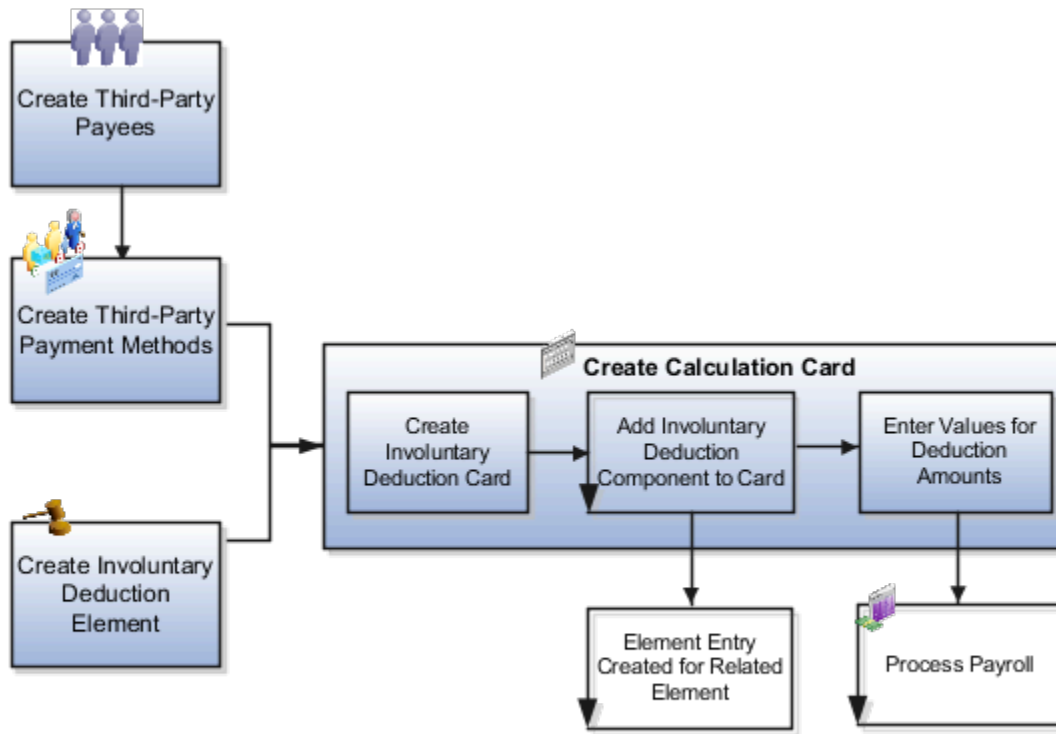 Create Third-Party
Payees
Create Third-Party
Payment Methods
Create Involuntary
Deduction
Element
Create Calculation Card
Create
Involuntary
Deduction Card
Add Involuntary
Deduction
Component to Card
Enter Values for
Deduction
Amounts
Element Entry
Created for Related
Element
Process Payroll